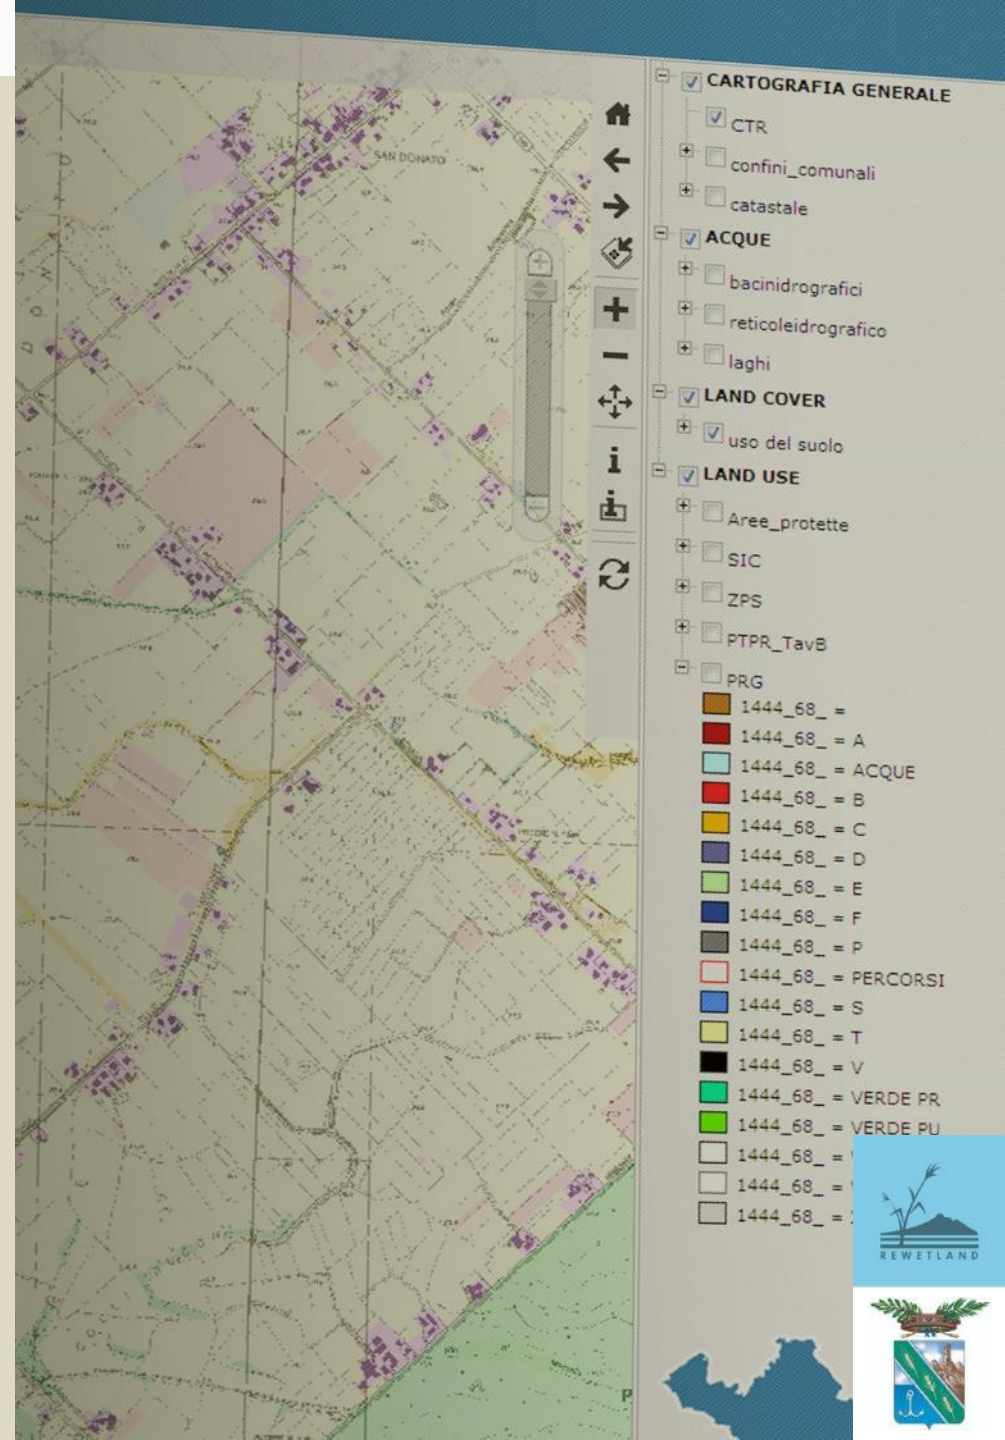 SAN DONATO
CARTOGRAFIA GENERALE
CTR
confini_comunali
catastale
ACQUE
bacinidrografici
reticoleidrografico
laghi
LAND COVER
uso del suolo
LAND USE
Aree_protette
SIC
ZPS
PTPR_TavB
PRG
1444_68_ =
1444_68_ = A
1444_68_ = ACQUE
1444_68_ = B
1444_68_ = C
1444_68_ = D
1444_68_ = E
1444_68_ = F
1444_68_ = P
1444_68_ = PERCORSI
1444_68_ = S
1444_68_ = T
1444_68_ = V
1444_68_ = VERDE PR
1444_68_ = VERDE PU
1444_68_ =
1444_68_ =
1444_68_ =
REWETLAND
P